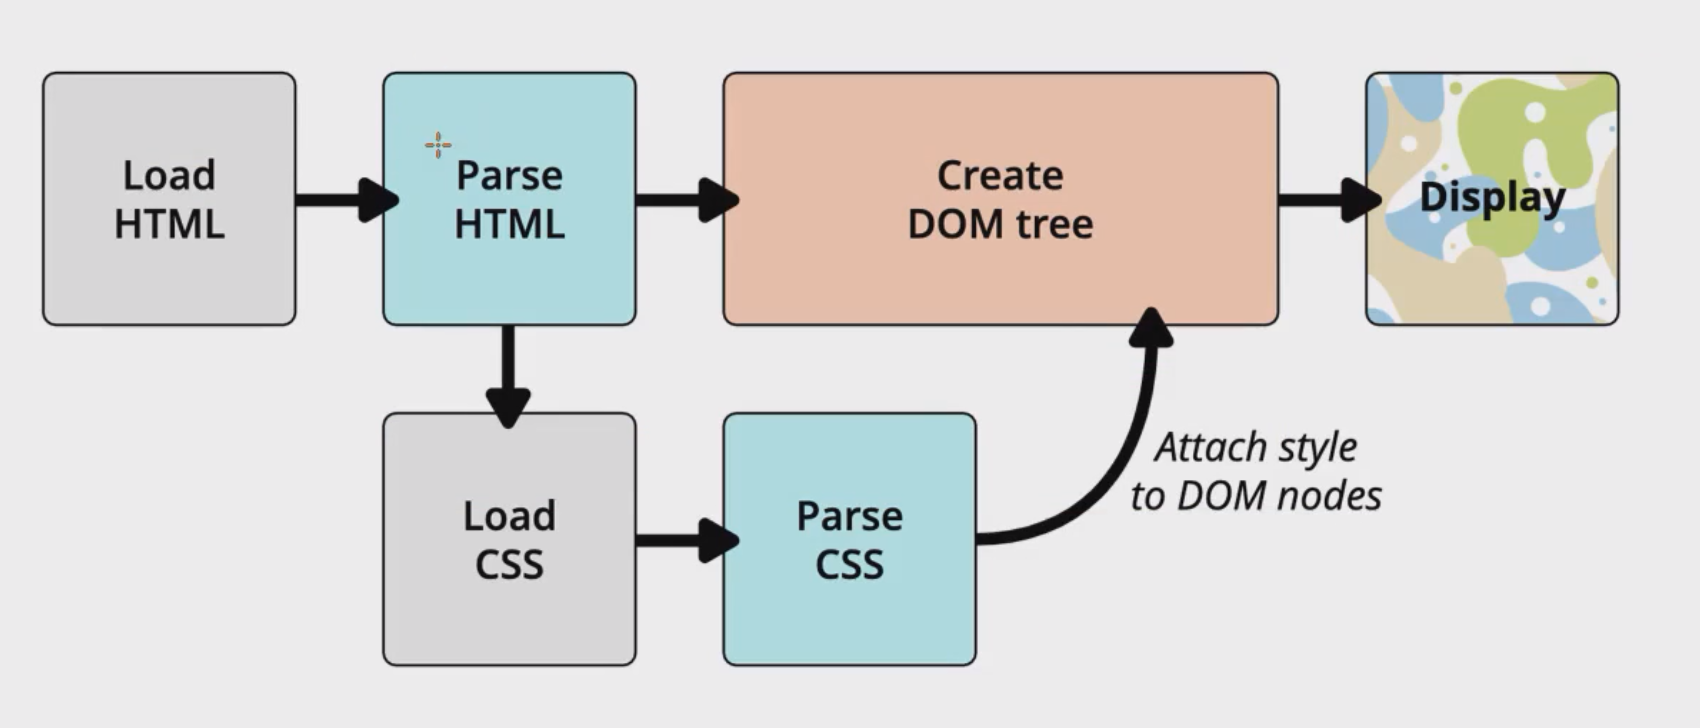 Load
HTML
Parse
HTML
Create
DOM tree
Display
Load
CSS
Parse
CSS
Attach style
to DOM nodes